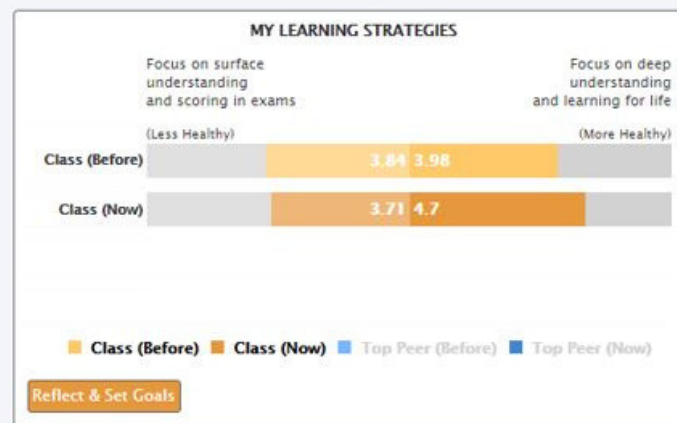 MY LEARNING STRATEGIES
Focus on surface
understanding
and scoring in exams
Focus on deep
understanding
and learning for life
(Less Healthy)
(More Healthy)
Class (Before)
3.84 3.98
Class (Now)
3.71 4.7
Class (Before) Class (Now) Top Peer (Before) Top Peer (Now)
Reflect & Set Goals